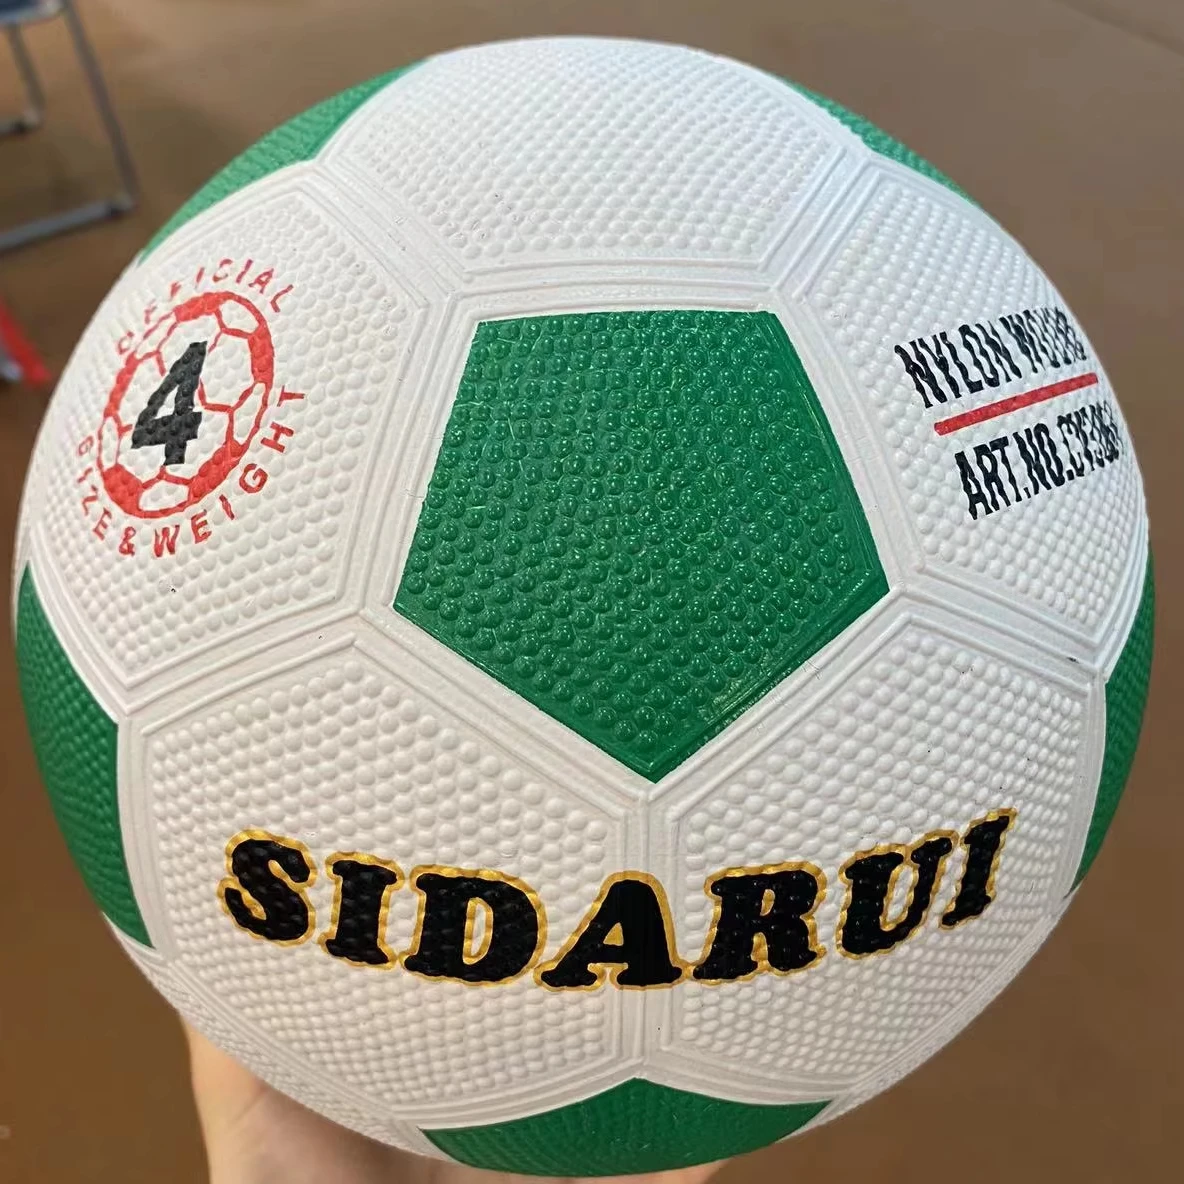 OFFICIAL
4
SIZE & WEIGHT
NYLON WOUND
ART.NO.
SIDARUI